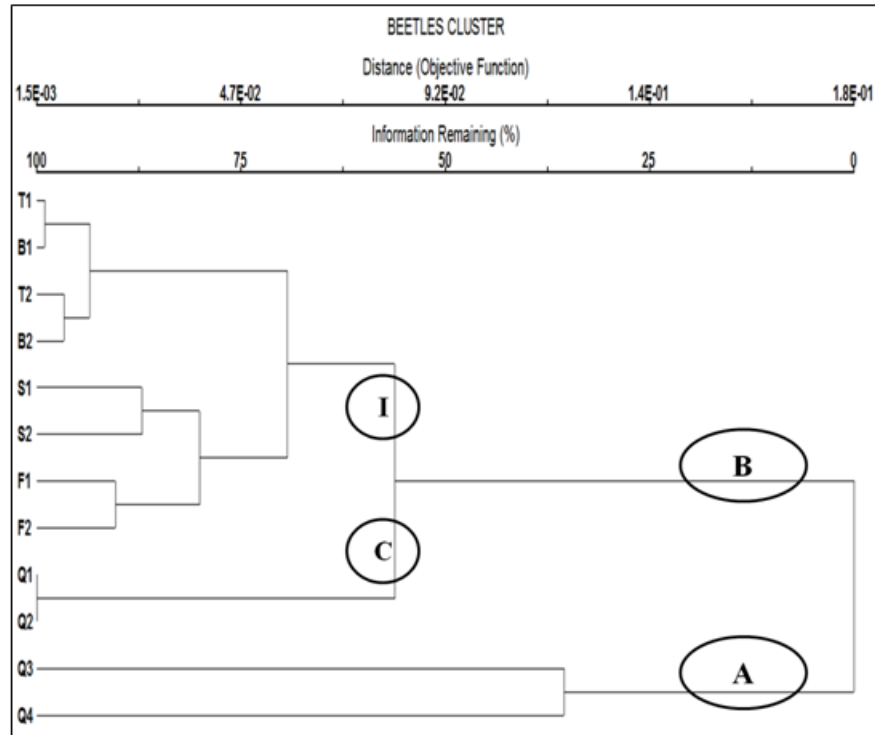 BEETLES CLUSTER
Distance (Objective Function)
1.5E-03 4.7E-02 9.2E-02 1.4E-01 1.8E-01
Information Remaining (%)
100 75 50 25 0
T1
B1
T2
B2
S1
I
S2
B
F1
F2
C
Q1
Q2
Q3
A
Q4